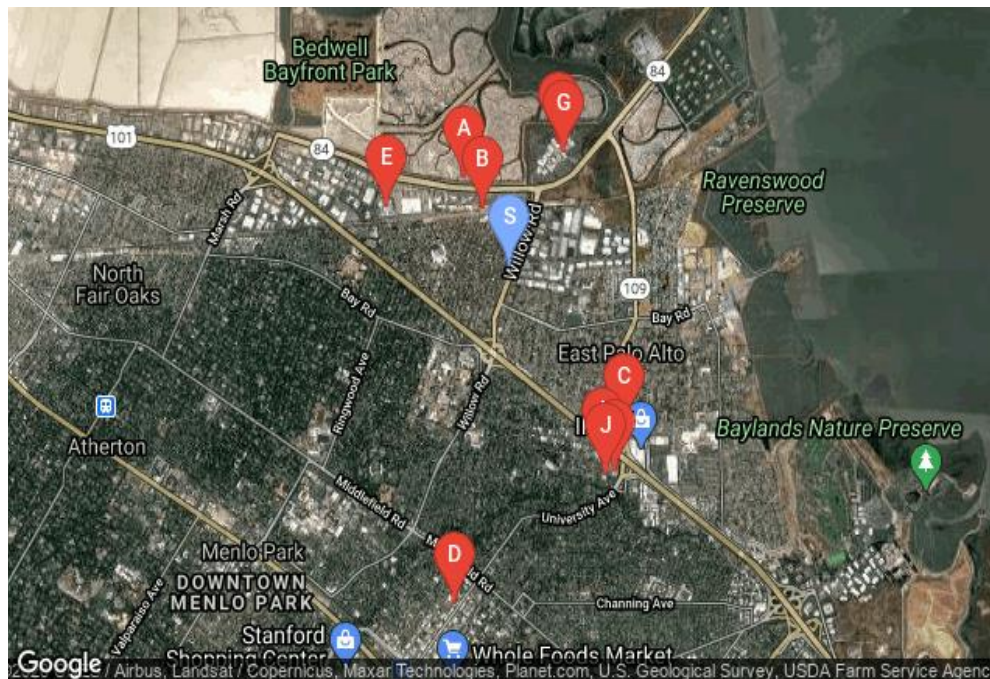 Bedwell
Bayfront Park
84
101
84
A
G
E
B
Ravenswood
Preserve
S
Marsh Rd
Willow Rd
North
Fair Oaks
109
Bay Rd
Bay Rd
East Palo Alto
C
Ringwood Ave
Willow Rd
J
Atherton
Baylands Nature Preserve
Middlefield Rd
University Ave
Menlo Park
D
DOWNTOWN
MENLO PARK
Channing Ave
Valparaiso Ave
Stanford
Shopping Center
Whole Foods Market
Google
/ Airbus, Landsat / Copernicus, Maxar Technologies, Planet.com, U.S. Geological Survey, USDA Farm Service Agenc